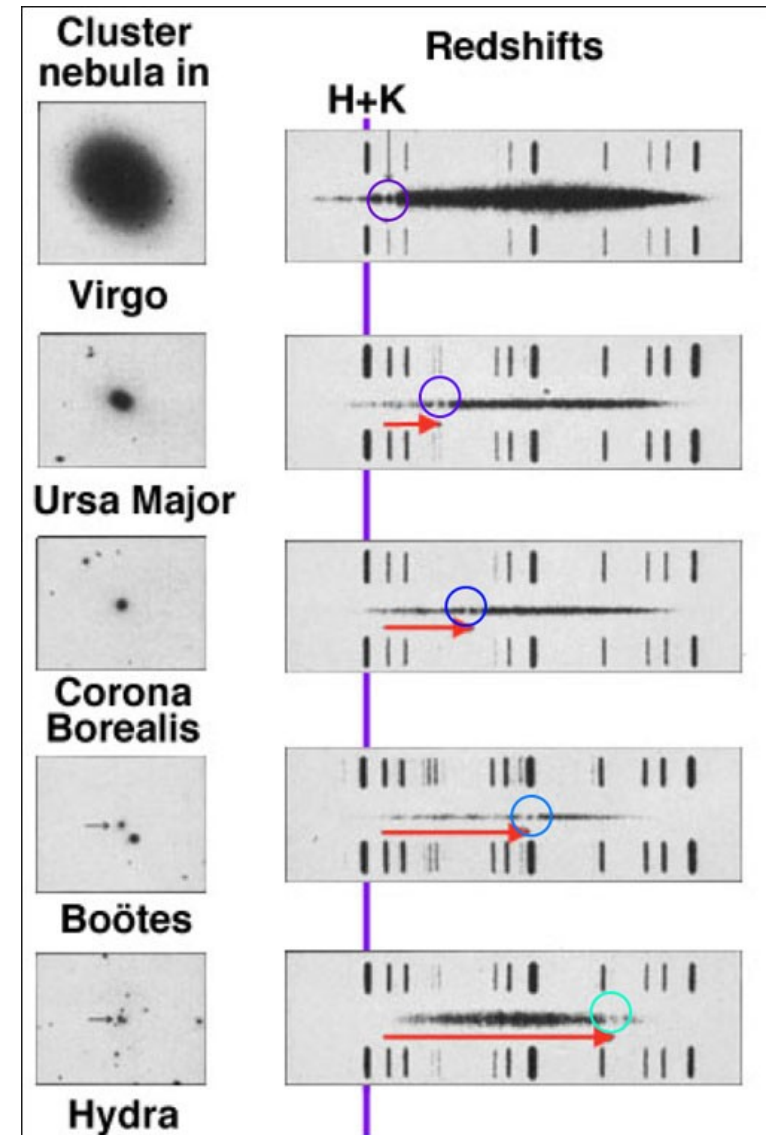 Cluster
nebula in
Redshifts
H+K
Virgo
Ursa Major
Corona
Borealis
Boötes
Hydra